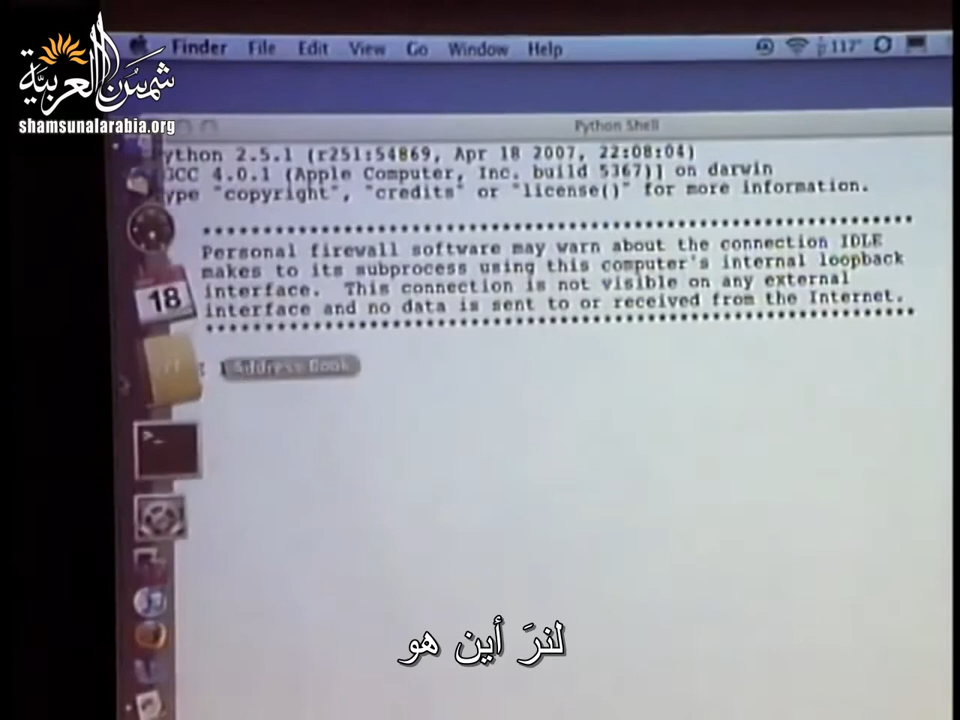 شمس العربية
shamsunalarabia.org
Finder File Edit View Go Window Help
117°
Python Shell
ython 2.5.1 (r251:54869, Apr 18 2007, 22:08:04)
GCC 4.0.1 (Apple Computer, Inc. build 5367)] on darwin
ype "copyright", "credits" or "license()" for more information.
Personal firewall software may warn about the connection IDLE
makes to its subprocess using this computer's internal loopback
interface. This connection is not visible on any external
interface and no data is sent to or received from the Internet.
18
Address Book
لنرَ أين هو